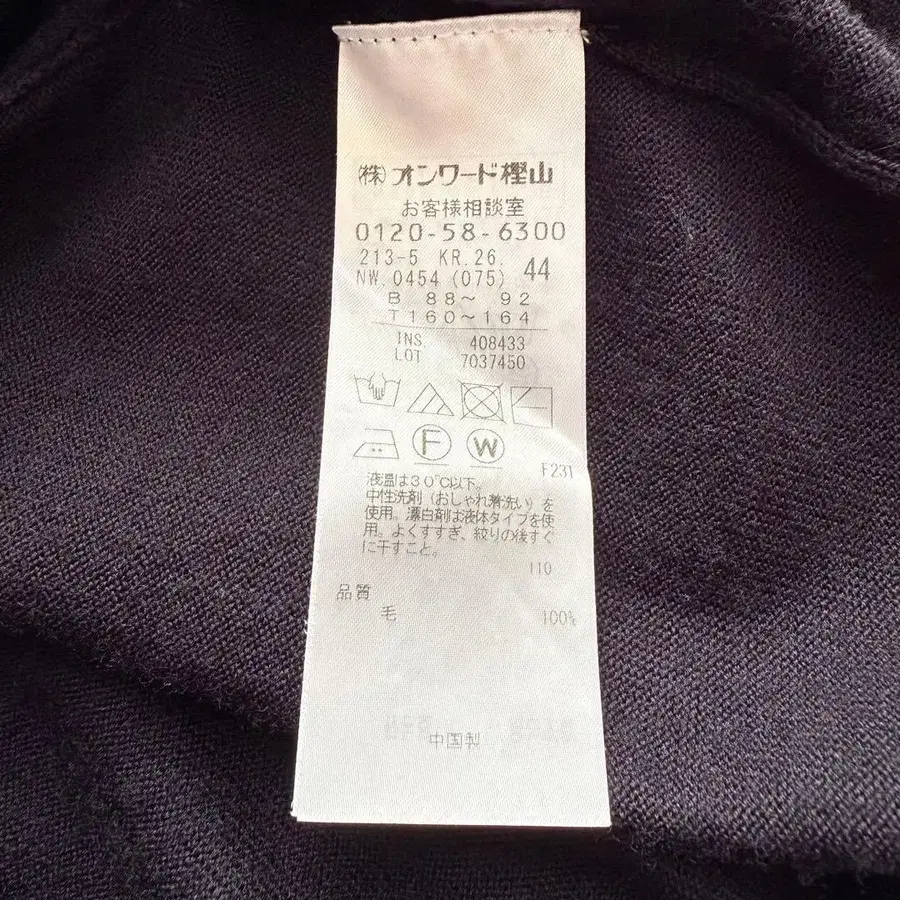 ㈱オンワード樫山
お客様相談室
0120-58-6300
213-5 KR.26.
NW.0454 (075) 44
B 88〜 92
T160〜164
INS. 408433
LOT 7037450
F
W
F231
液温は30℃以下。
中性洗剤（おしゃれ着洗い）を
使用。漂白剤は液体タイプを使
用。よくすすぎ、絞りの後すぐ
に干すこと。
110
品質
毛 100%
中国製